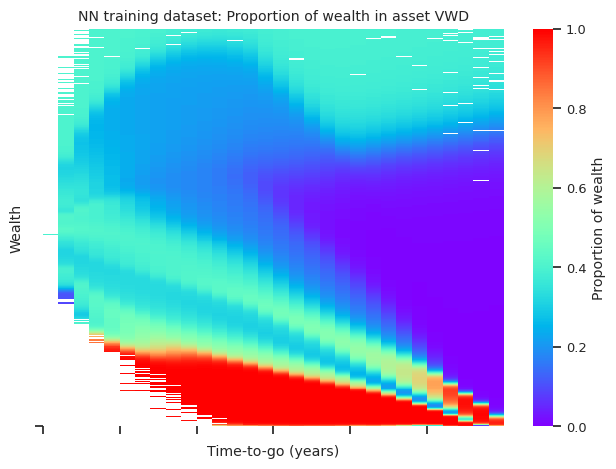 NN training dataset: Proportion of wealth in asset VWD
Wealth
Time-to-go (years)
1.0
0.8
0.6
0.4
0.2
0.0
Proportion of wealth